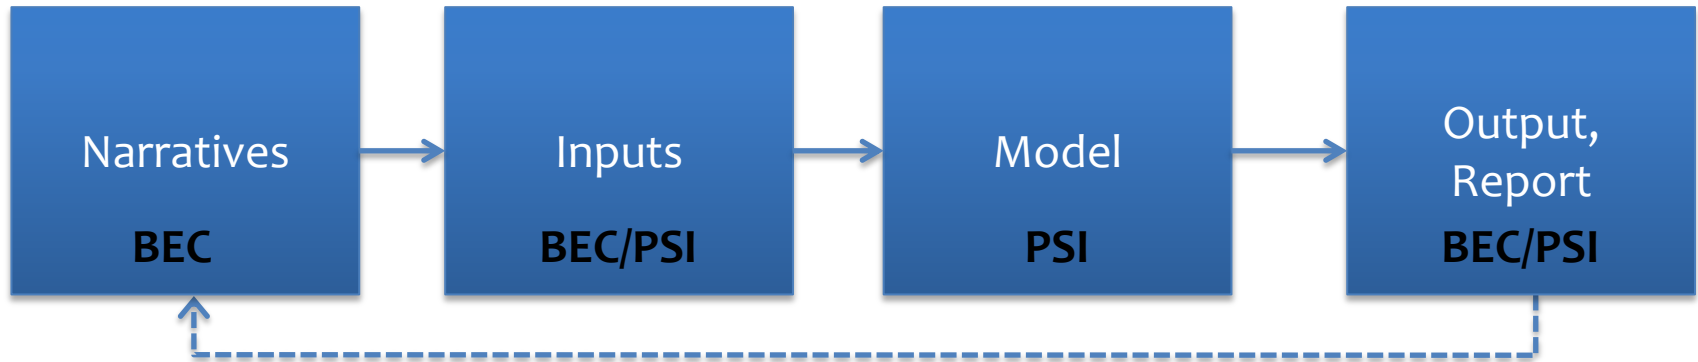 Narratives
BEC
Inputs
BEC/PSI
Model
PSI
Output,
Report
BEC/PSI